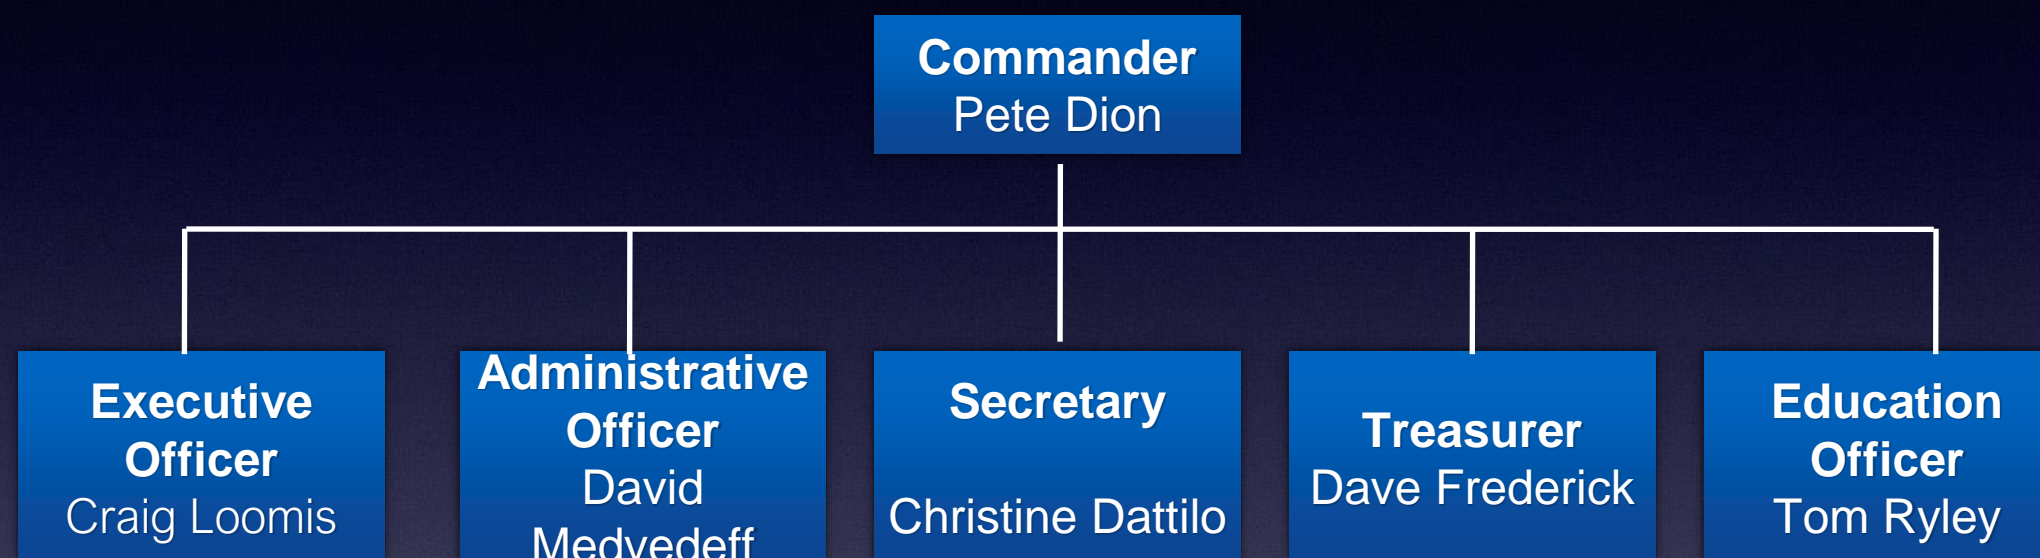 Commander
Pete Dion
Executive
Officer
Craig Loomis
Administrative
Officer
David
Medvedeff
Secretary
Christine Dattilo
Treasurer
Dave Frederick
Education
Officer
Tom Ryley